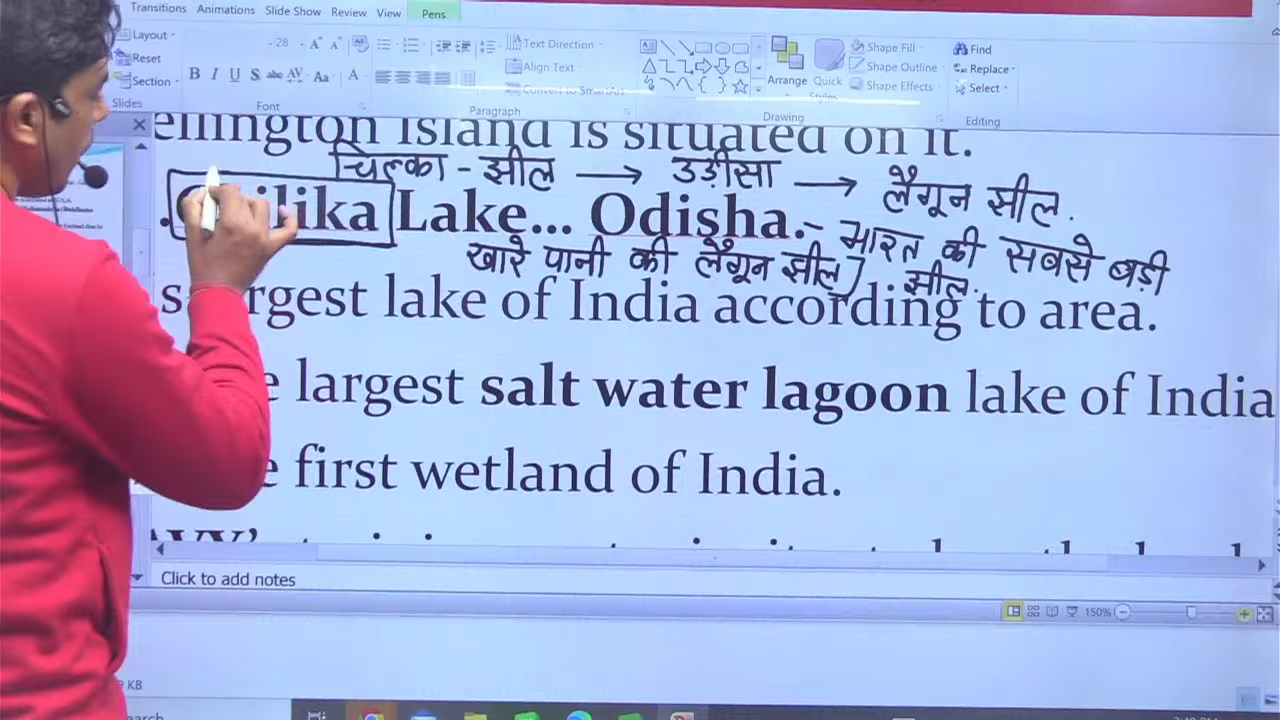 Transitions Animations Slide Show Review View Pens
Layout
Reset
Section
28
Text Direction
Align Text
Convert to SmartArt
Arrange
Quick
Styles
Shape Fill
Shape Outline
Shape Effects
Find
Replace
Select
B I U S abc AV Aa A
Slides Font Paragraph Drawing Editing
ellington Island is situated on it.
चिल्का - झील → उड़ीसा → लैगून झील.
Lake... Odisha. - भारत की सबसे बड़ी
खारे पानी की लैगून झील) झील.
largest lake of India according to area.
largest salt water lagoon lake of India
first wetland of India.
Click to add notes
150%
KB